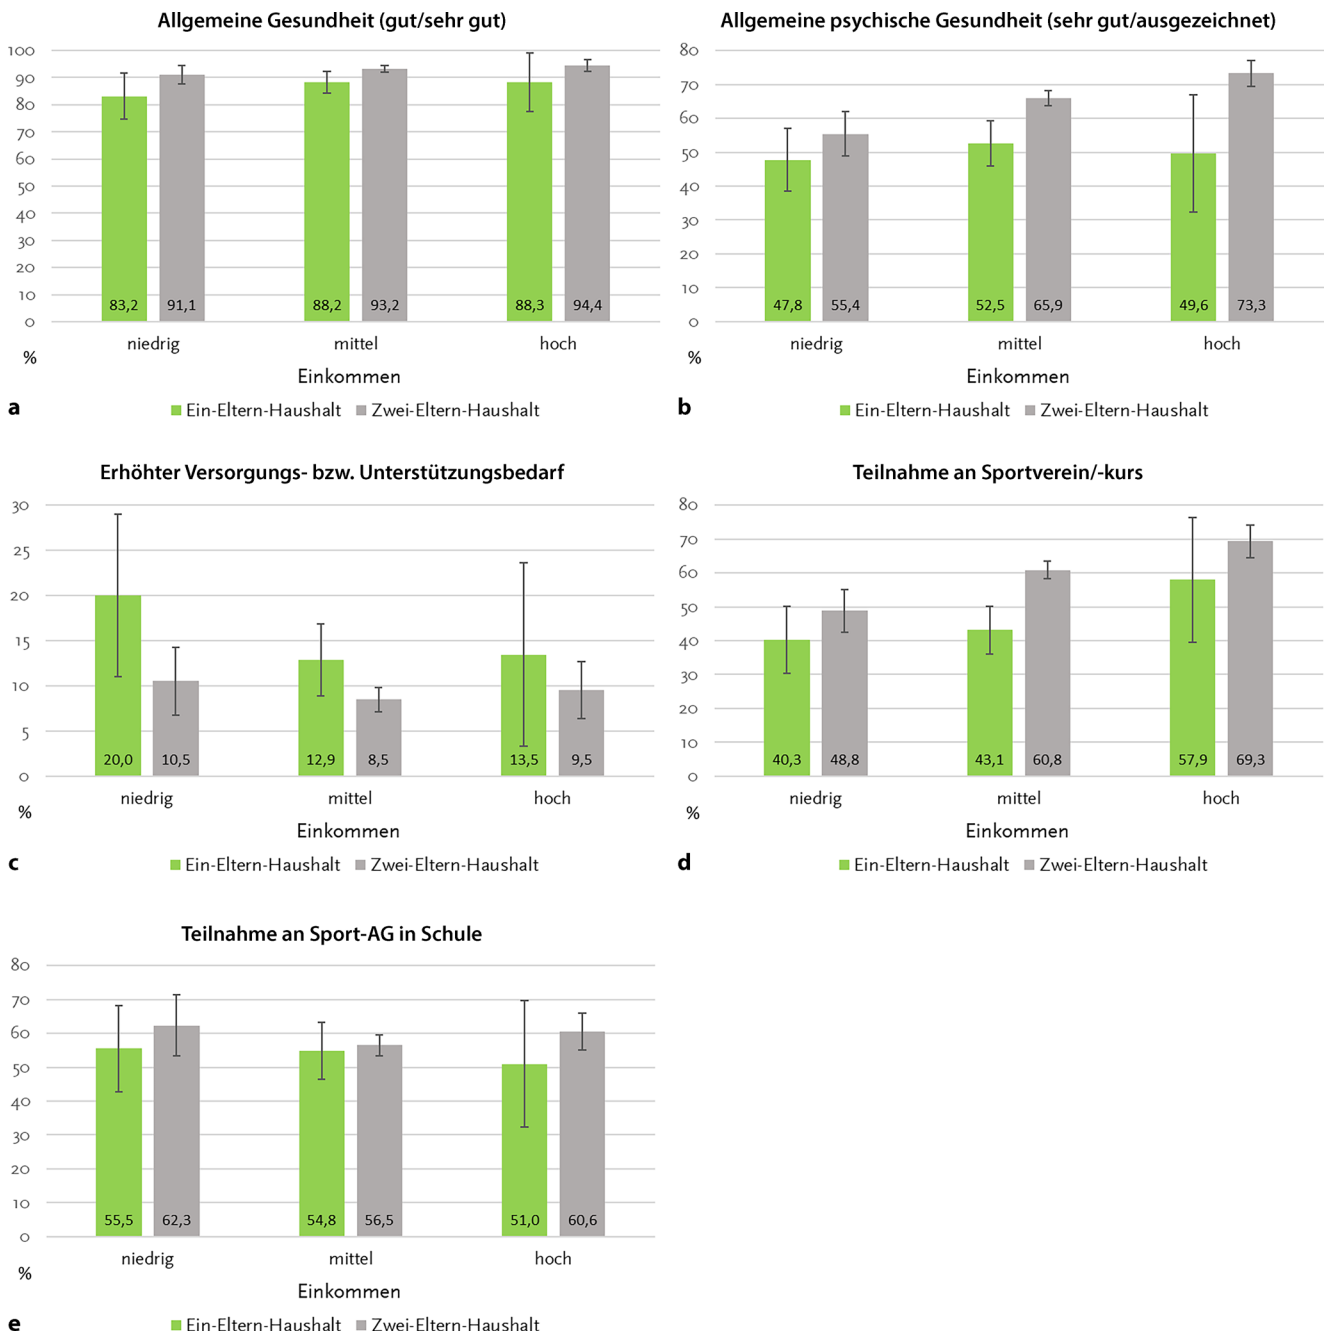 Allgemeine Gesundheit (gut/sehr gut)
100
90
80
70
60
50
40
30
20
10
0
83,2 91,1 88,2 93,2 88,3 94,4
niedrig mittel hoch
%
Einkommen
Ein-Eltern-Haushalt Zwei-Eltern-Haushalt
a
Allgemeine psychische Gesundheit (sehr gut/ausgezeichnet)
80
70
60
50
40
30
20
10
0
47,8 55,4 52,5 65,9 49,6 73,3
niedrig mittel hoch
%
Einkommen
Ein-Eltern-Haushalt Zwei-Eltern-Haushalt
b
Erhöhter Versorgungs- bzw. Unterstützungsbedarf
30
25
20
15
10
5
0
20,0 10,5 12,9 8,5 13,5 9,5
niedrig mittel hoch
%
Einkommen
Ein-Eltern-Haushalt Zwei-Eltern-Haushalt
c
Teilnahme an Sportverein/-kurs
80
70
60
50
40
30
20
10
0
40,3 48,8 43,1 60,8 57,9 69,3
niedrig mittel hoch
%
Einkommen
Ein-Eltern-Haushalt Zwei-Eltern-Haushalt
d
Teilnahme an Sport-AG in Schule
80
70
60
50
40
30
20
10
0
55,5 62,3 54,8 56,5 51,0 60,6
niedrig mittel hoch
%
Einkommen
Ein-Eltern-Haushalt Zwei-Eltern-Haushalt
e